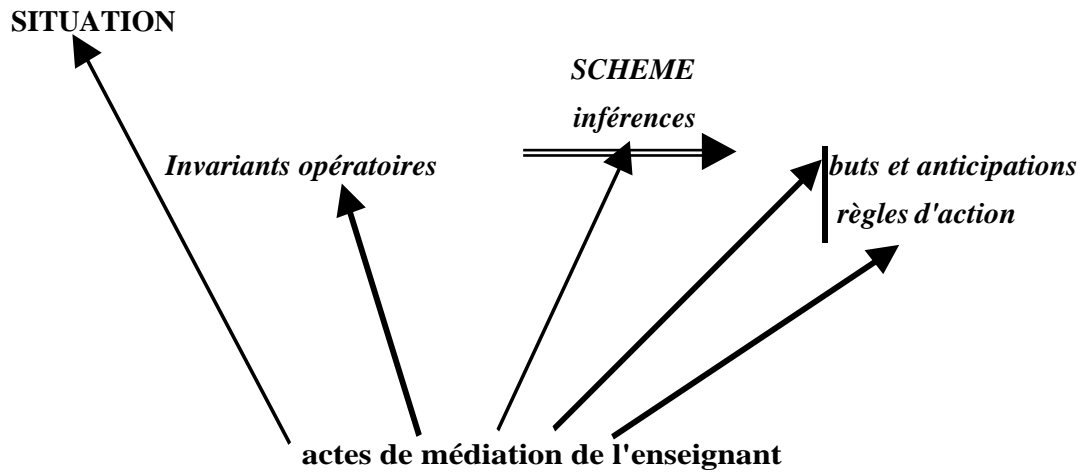 SITUATION
SCHEME
inférences
Invariants opératoires
buts et anticipations
règles d'action
actes de médiation de l'enseignant